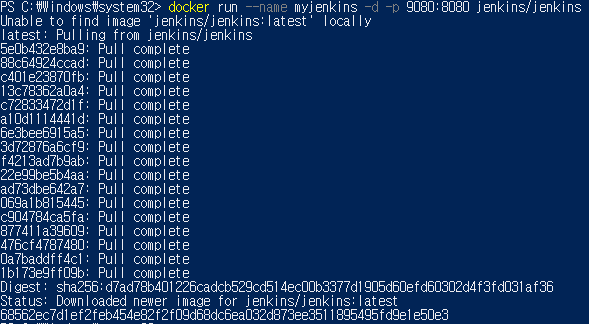 PS C:₩Windows₩system32> docker run --name myjenkins -d -p 9080:8080 jenkins/jenkins
Unable to find image 'jenkins/jenkins:latest' locally
latest: Pulling from jenkins/jenkins
5e0b432e8ba9: Pull complete
88c64924ccad: Pull complete
c401e23870fb: Pull complete
13c78362a0a4: Pull complete
c72833472d1f: Pull complete
a10d1114441d: Pull complete
6e3bee6915a5: Pull complete
3d72876a6cf9: Pull complete
f4213ad7b9ab: Pull complete
22e99be5b4aa: Pull complete
ad73dbe642a7: Pull complete
069a1b815445: Pull complete
c904784ca5fa: Pull complete
877411a39609: Pull complete
476cf4787480: Pull complete
0a7baddff4c1: Pull complete
1b173e9ff09b: Pull complete
Digest: sha256:d7ad78b401226cadcb529cd514ec00b3377d1905d60efd60302d4f3fd031af36
Status: Downloaded newer image for jenkins/jenkins:latest
68562ec7d1ef2feb454e82f2f09d68dc6ea032d873ee3511895495fd9e1e50e3